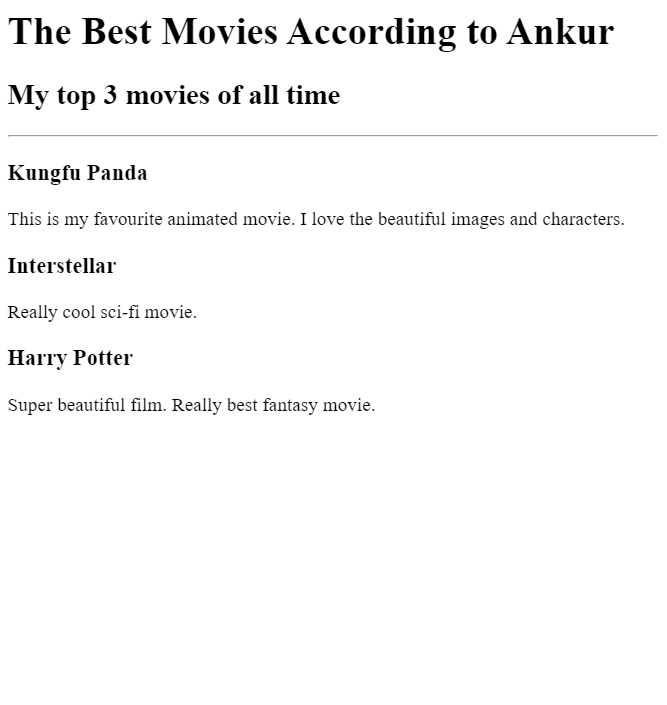 The Best Movies According to Ankur
My top 3 movies of all time
Kungfu Panda
This is my favourite animated movie. I love the beautiful images and characters.
Interstellar
Really cool sci-fi movie.
Harry Potter
Super beautiful film. Really best fantasy movie.